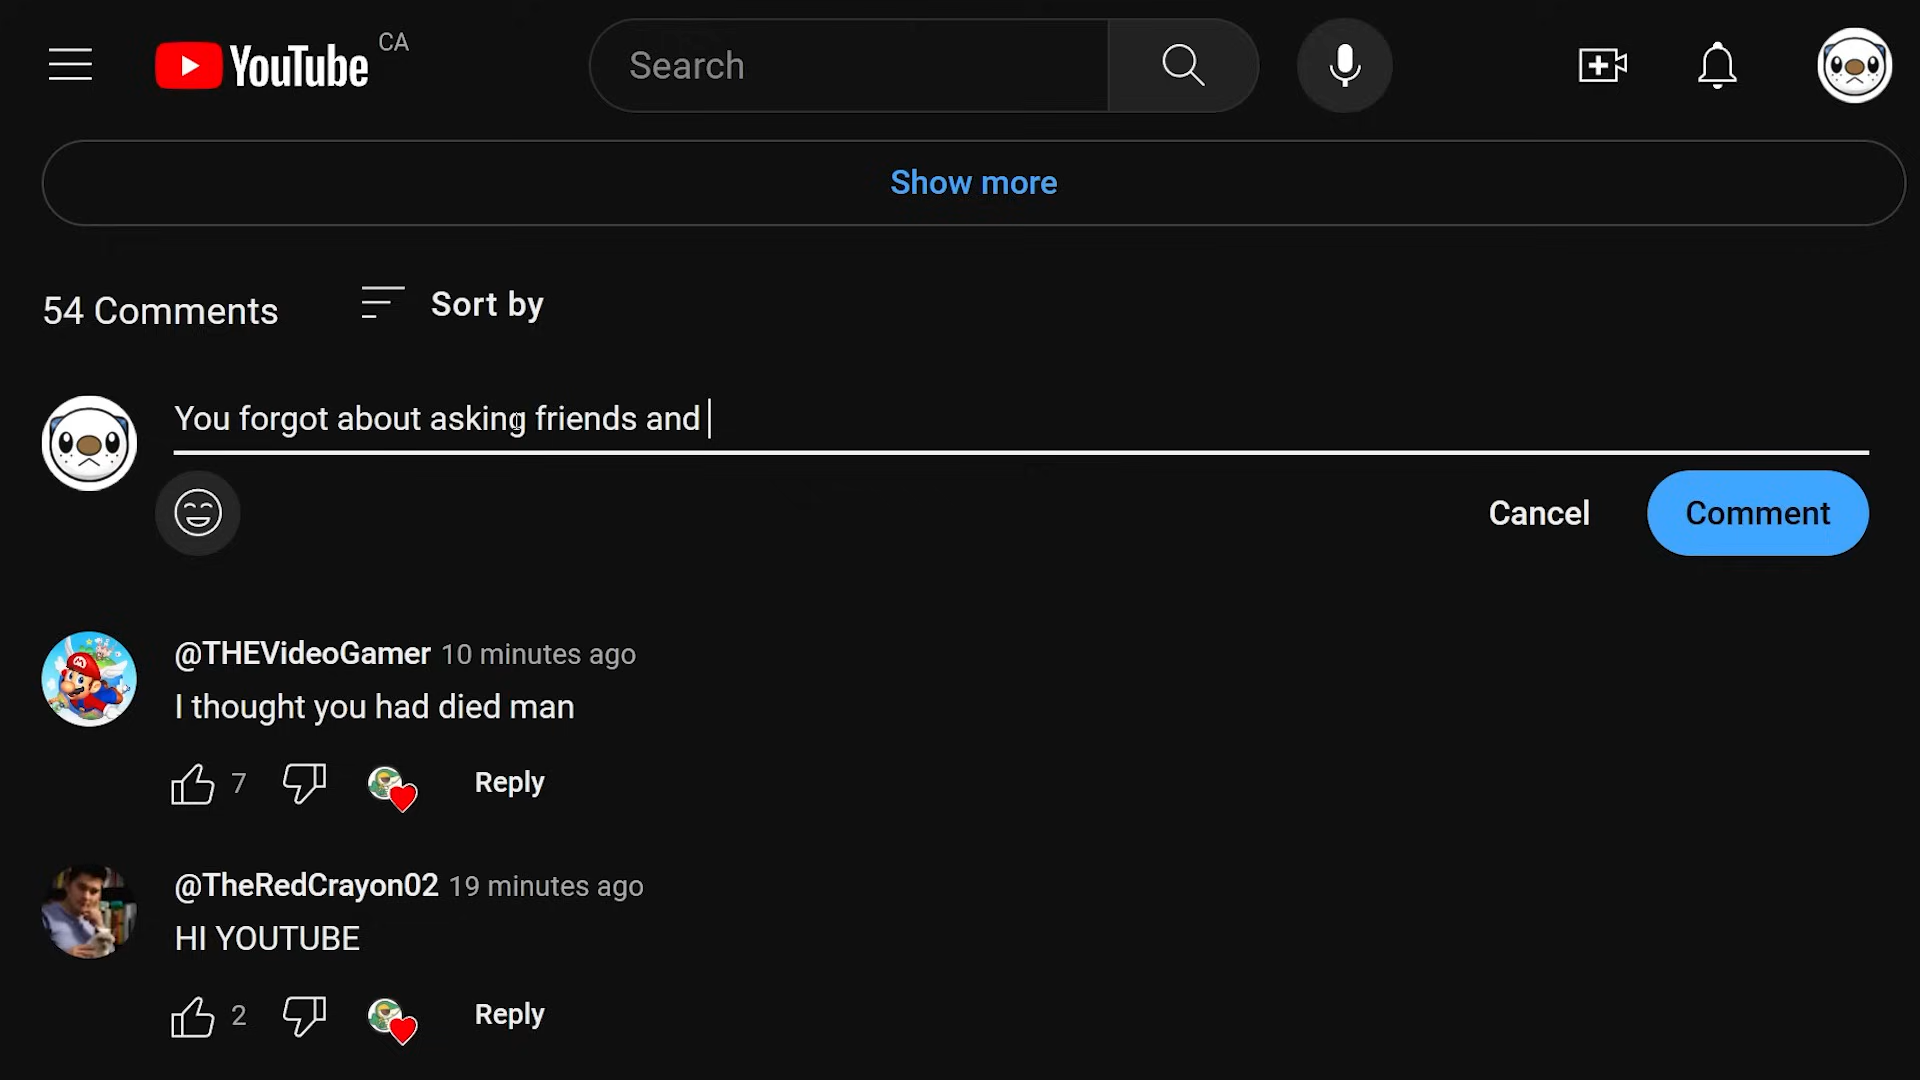 YouTube CA
Search
Show more
54 Comments
Sort by
You forgot about asking friends and
Cancel
Comment
@THEVideoGamer 10 minutes ago
I thought you had died man
7
Reply
@TheRedCrayon02 19 minutes ago
HI YOUTUBE
2
Reply